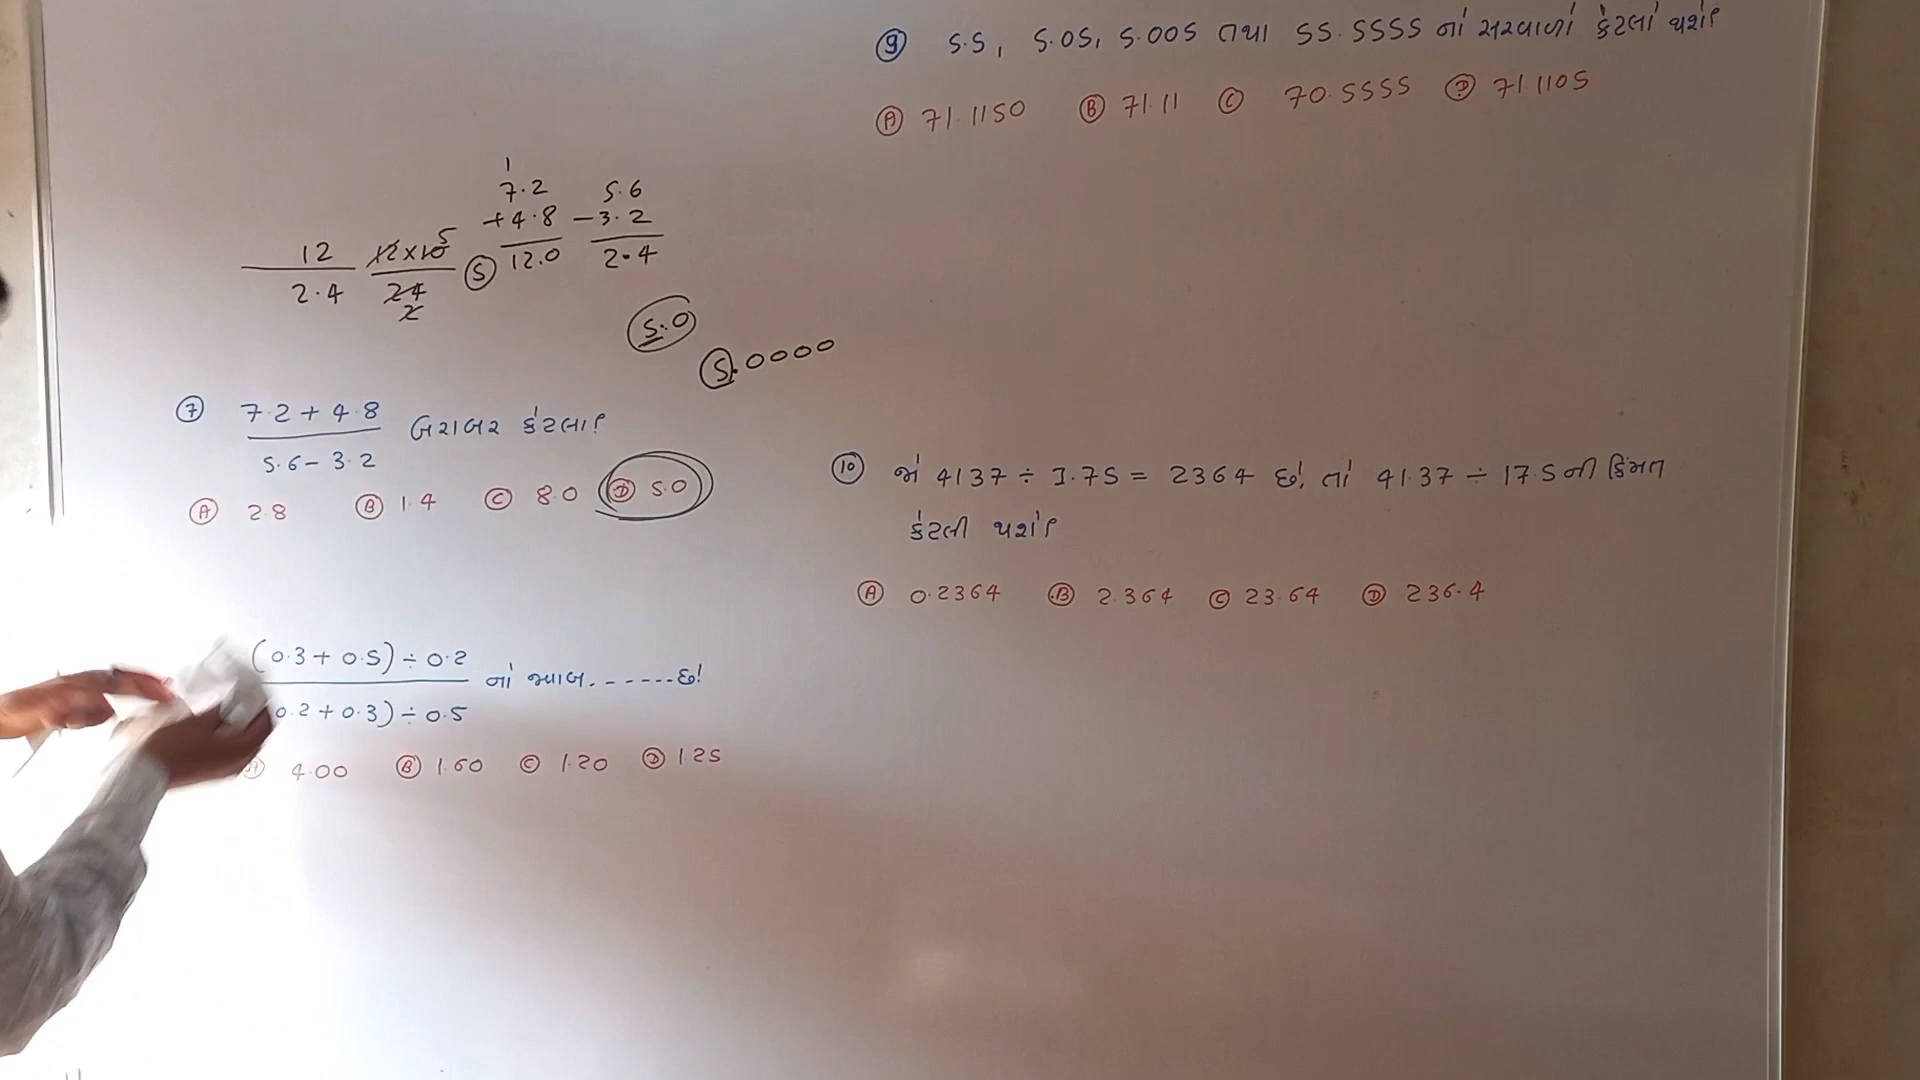 1
7.2 5.6
+4.8 -3.2
12.0 2.4
12 12x10 5
2.4 24 2 5
5.0
5.0000
7 7.2 + 4.8
5.6 - 3.2
બરાબર કેટલા?
A 2.8 B 1.4 C 8.0 D 5.0
(0.3 + 0.5) ÷ 0.2
0.2 + 0.3) ÷ 0.5
નો જવાબ. ------ છે.
A 4.00 B 1.60 C 1.20 D 1.25
9 5.5, 5.05, 5.005 તથા 55.5555 નો સરવાળો કેટલો થશે?
A 71.1150 B 71.11 C 70.5555 D 71.1105
10 જો 4137 ÷ 1.75 = 2364 છે, તો 41.37 ÷ 17.5 ની કિંમત
કેટલી થશે?
A 0.2364 B 2.364 C 23.64 D 236.4